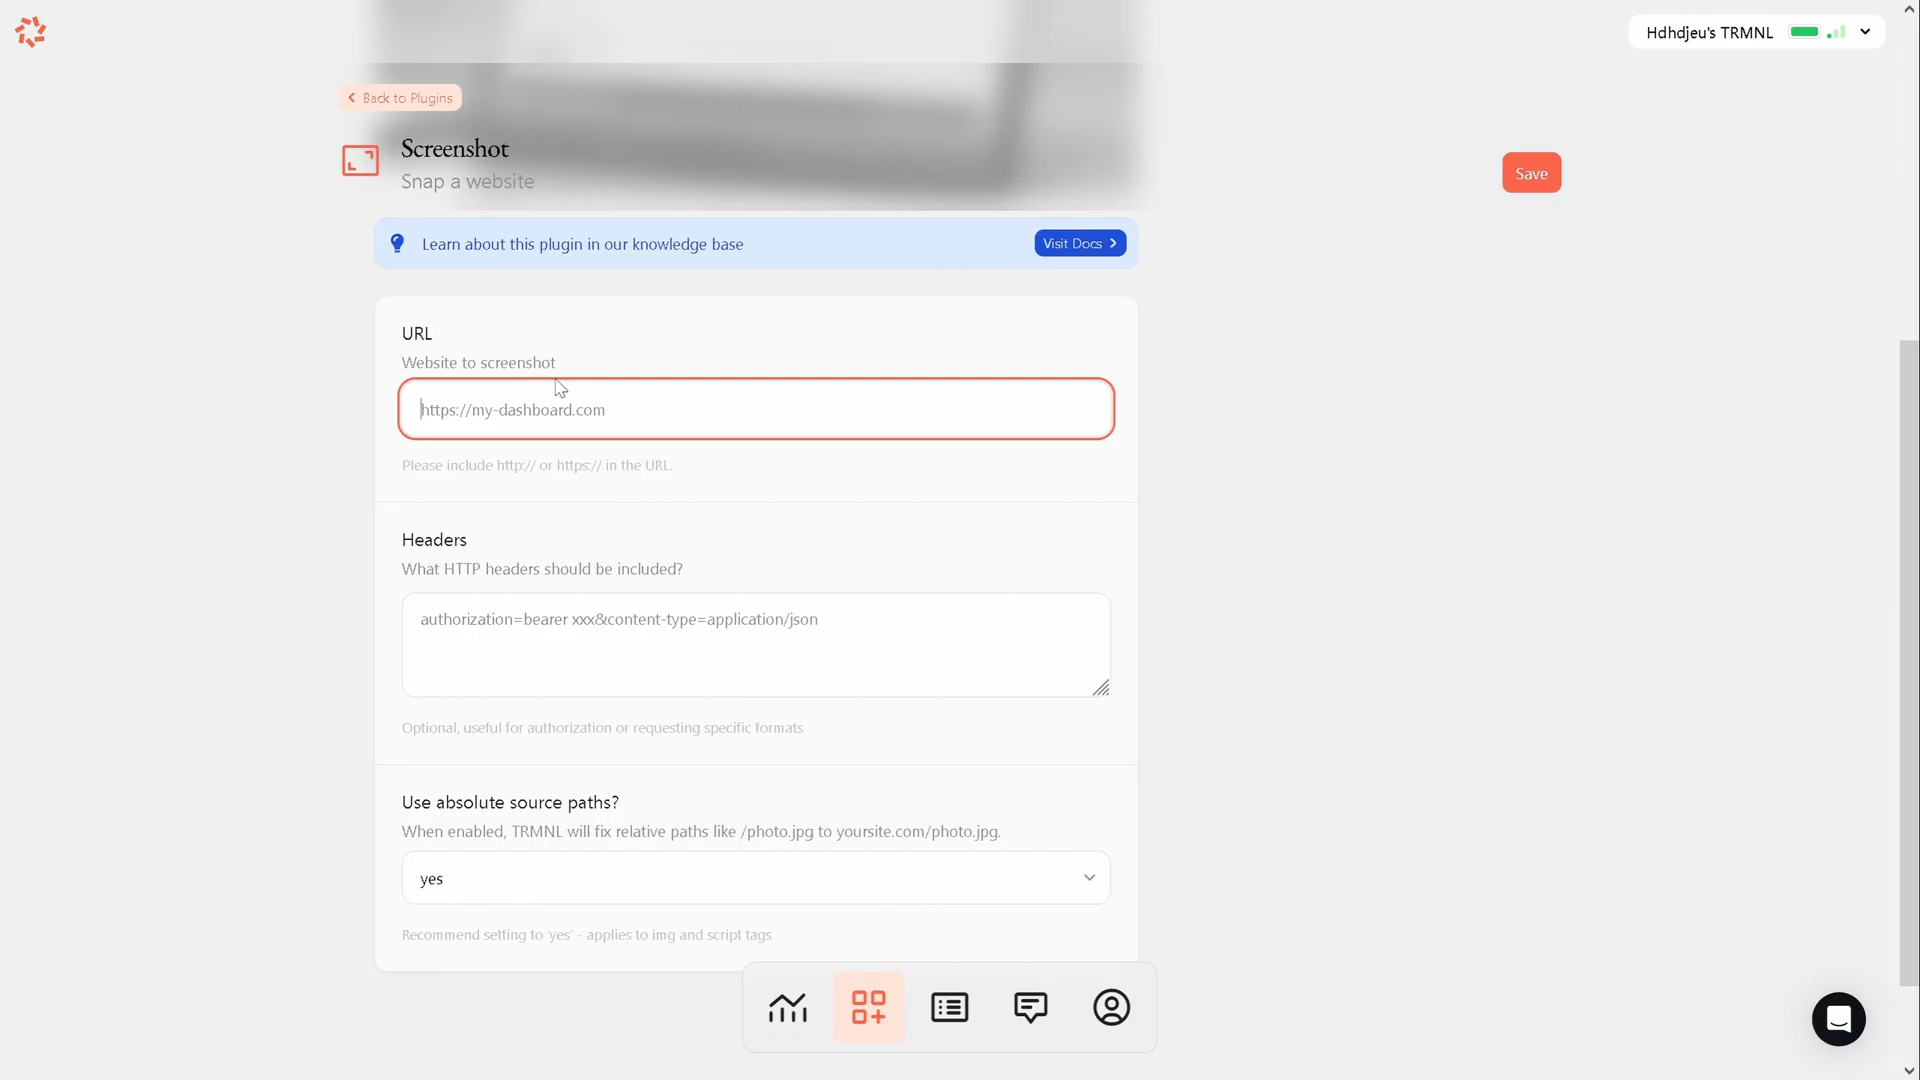 Hdhdjeu's TRMNL
Back to Plugins
Screenshot
Snap a website
Save
Learn about this plugin in our knowledge base
Visit Docs
URL
Website to screenshot
https://my-dashboard.com
Please include http:// or https:// in the URL.
Headers
What HTTP headers should be included?
authorization=bearer xxx&content-type=application/json
Optional, useful for authorization or requesting specific formats
Use absolute source paths?
When enabled, TRMNL will fix relative paths like /photo.jpg to yoursite.com/photo.jpg.
yes
Recommend setting to 'yes' - applies to img and script tags